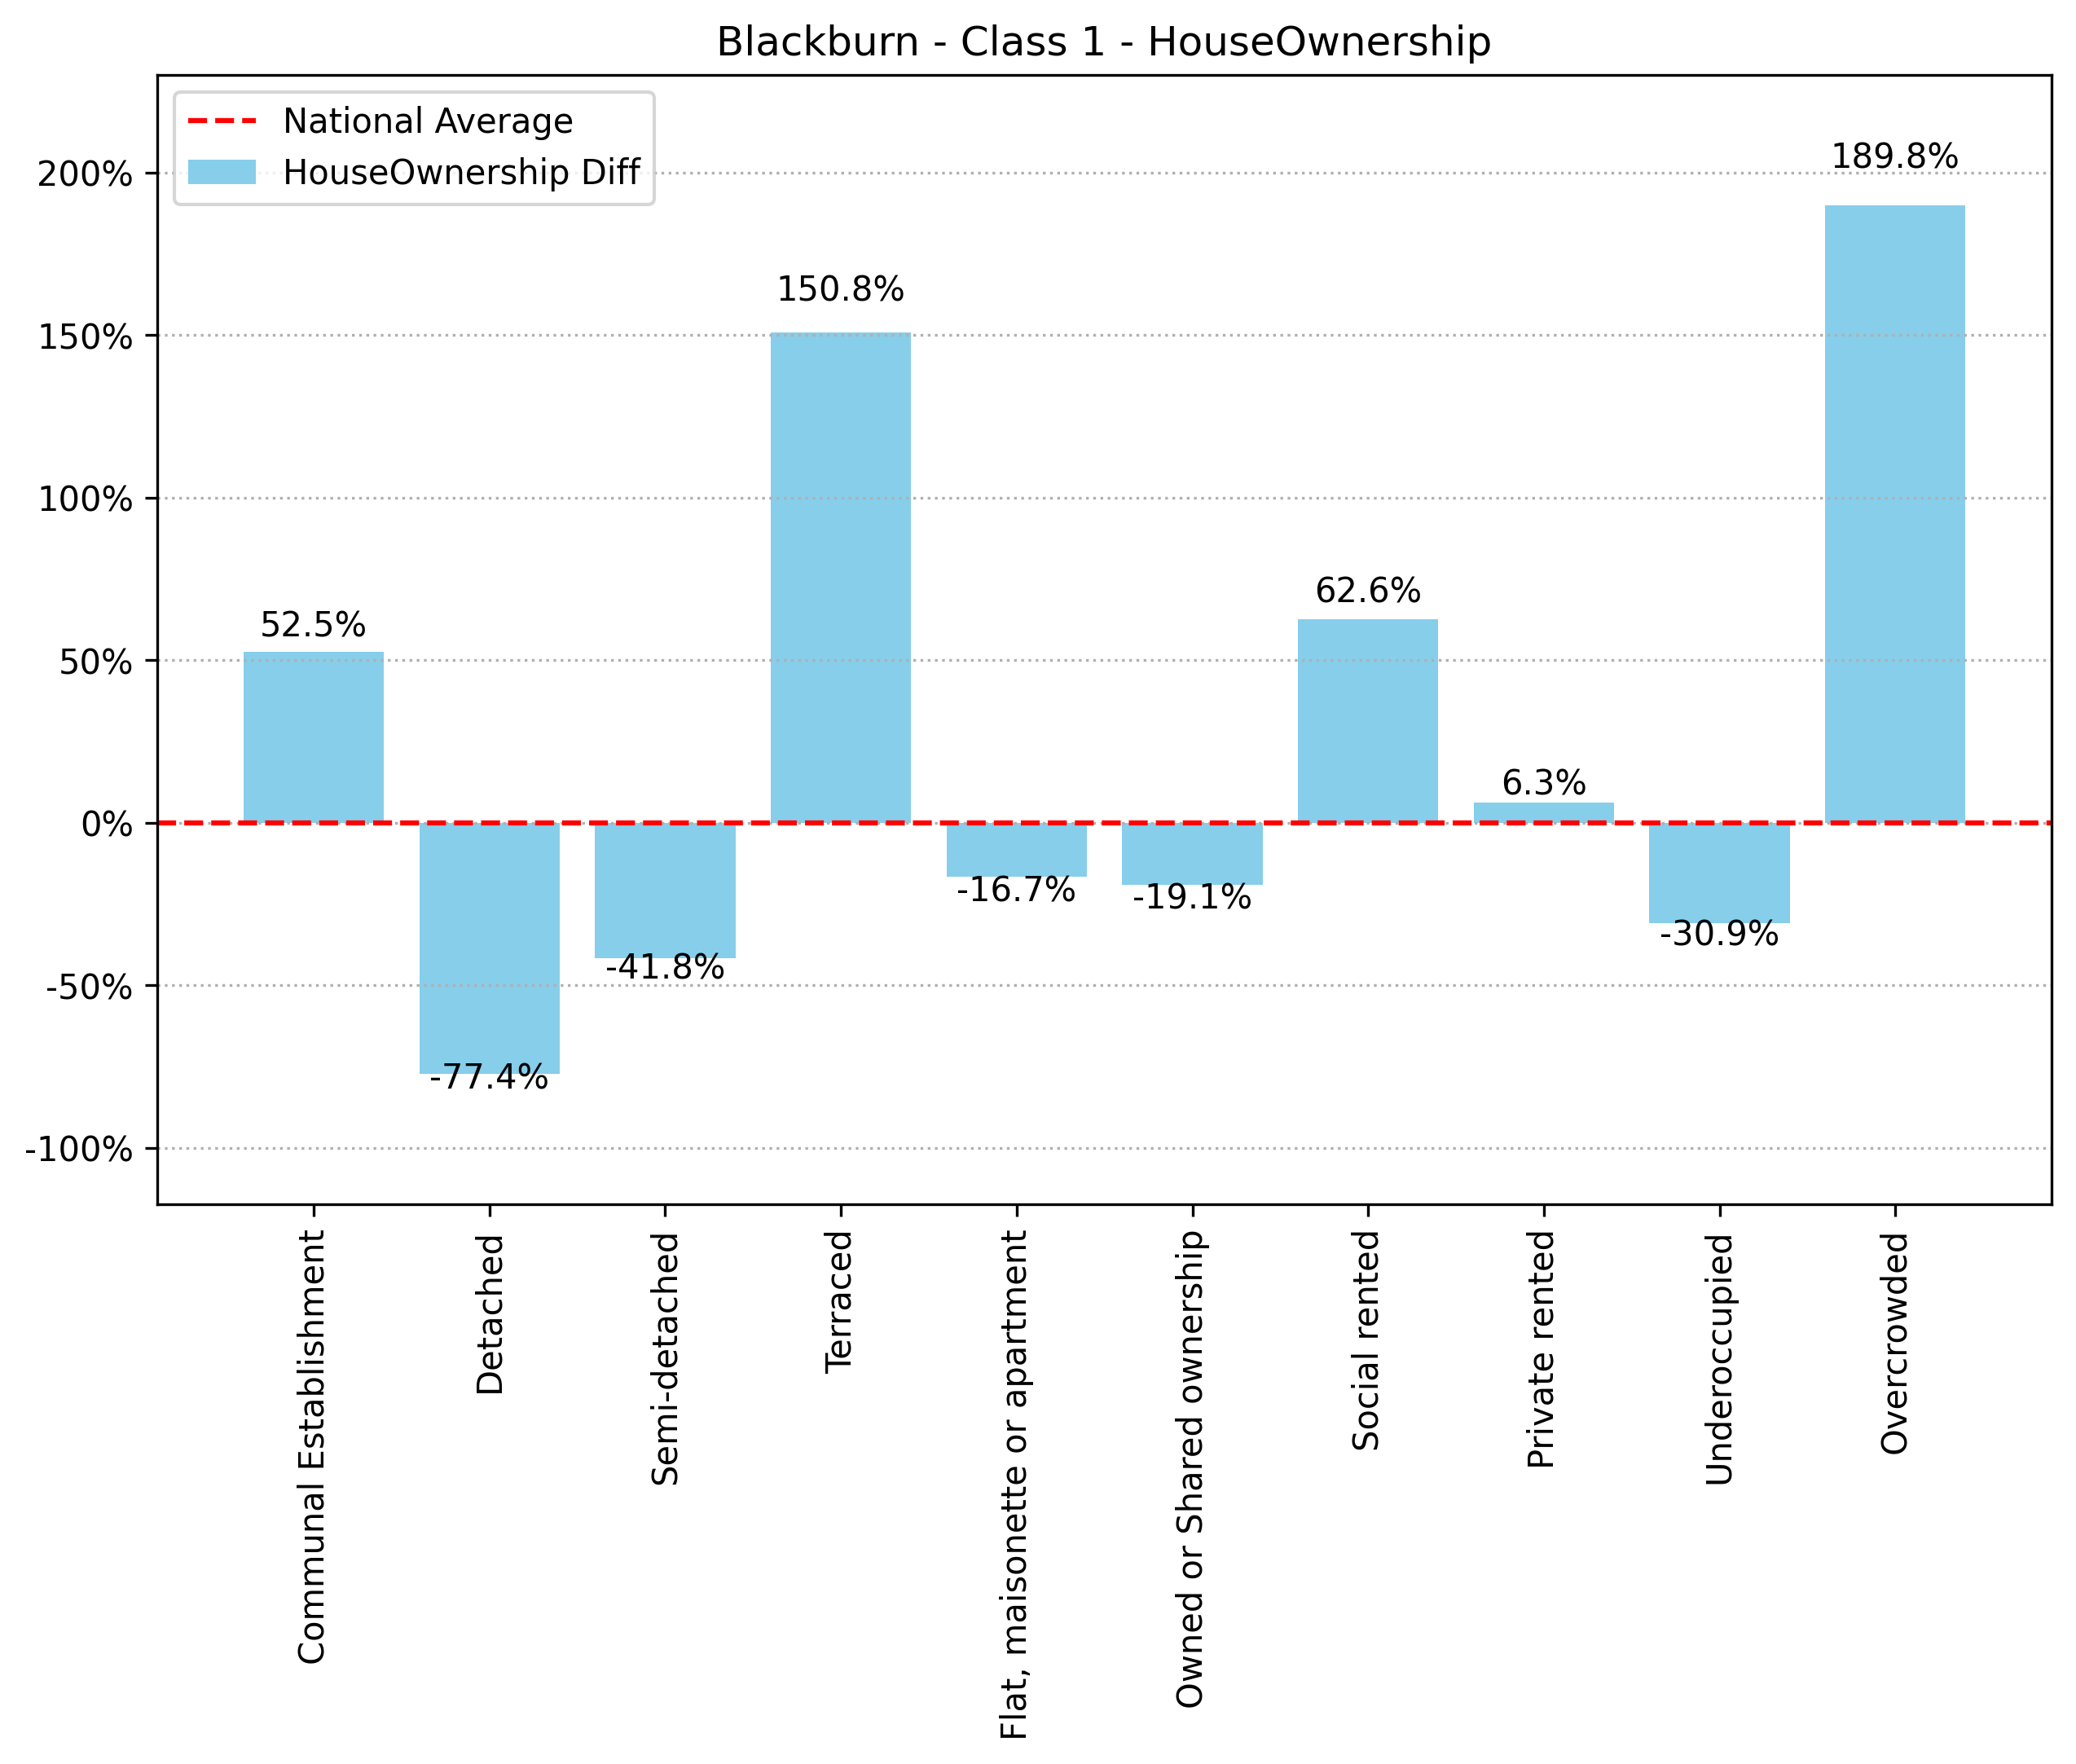 Blackburn - Class 1 - HouseOwnership
National Average
HouseOwnership Diff
200%
150%
100%
50%
0%
-50%
-100%
52.5%
-77.4%
-41.8%
150.8%
-16.7%
-19.1%
62.6%
6.3%
-30.9%
189.8%
Communal Establishment
Detached
Semi-detached
Terraced
Flat, maisonette or apartment
Owned or Shared ownership
Social rented
Private rented
Underoccupied
Overcrowded